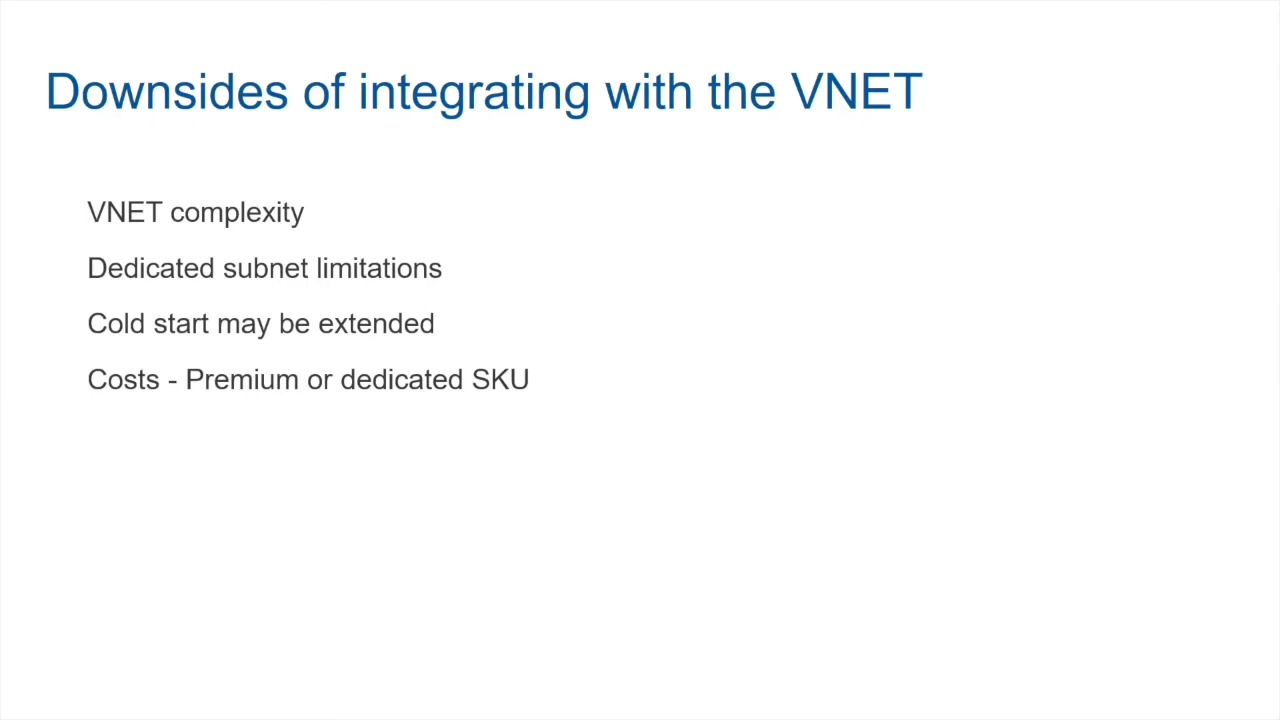 Downsides of integrating with the VNET
VNET complexity
Dedicated subnet limitations
Cold start may be extended
Costs - Premium or dedicated SKU